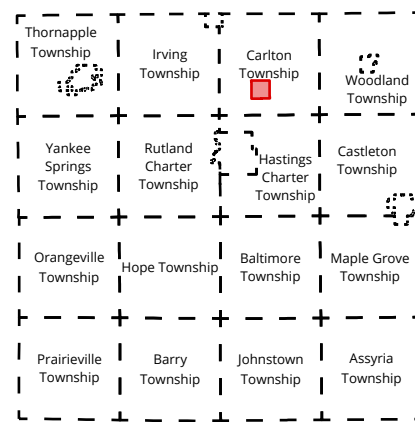 Thornapple
Township
Irving
Township
Carlton
Township
Woodland
Township
Yankee
Springs
Township
Rutland
Charter
Township
Hastings
Charter
Township
Castleton
Township
Orangeville
Township
Hope Township
Baltimore
Township
Maple Grove
Township
Prairieville
Township
Barry
Township
Johnstown
Township
Assyria
Township